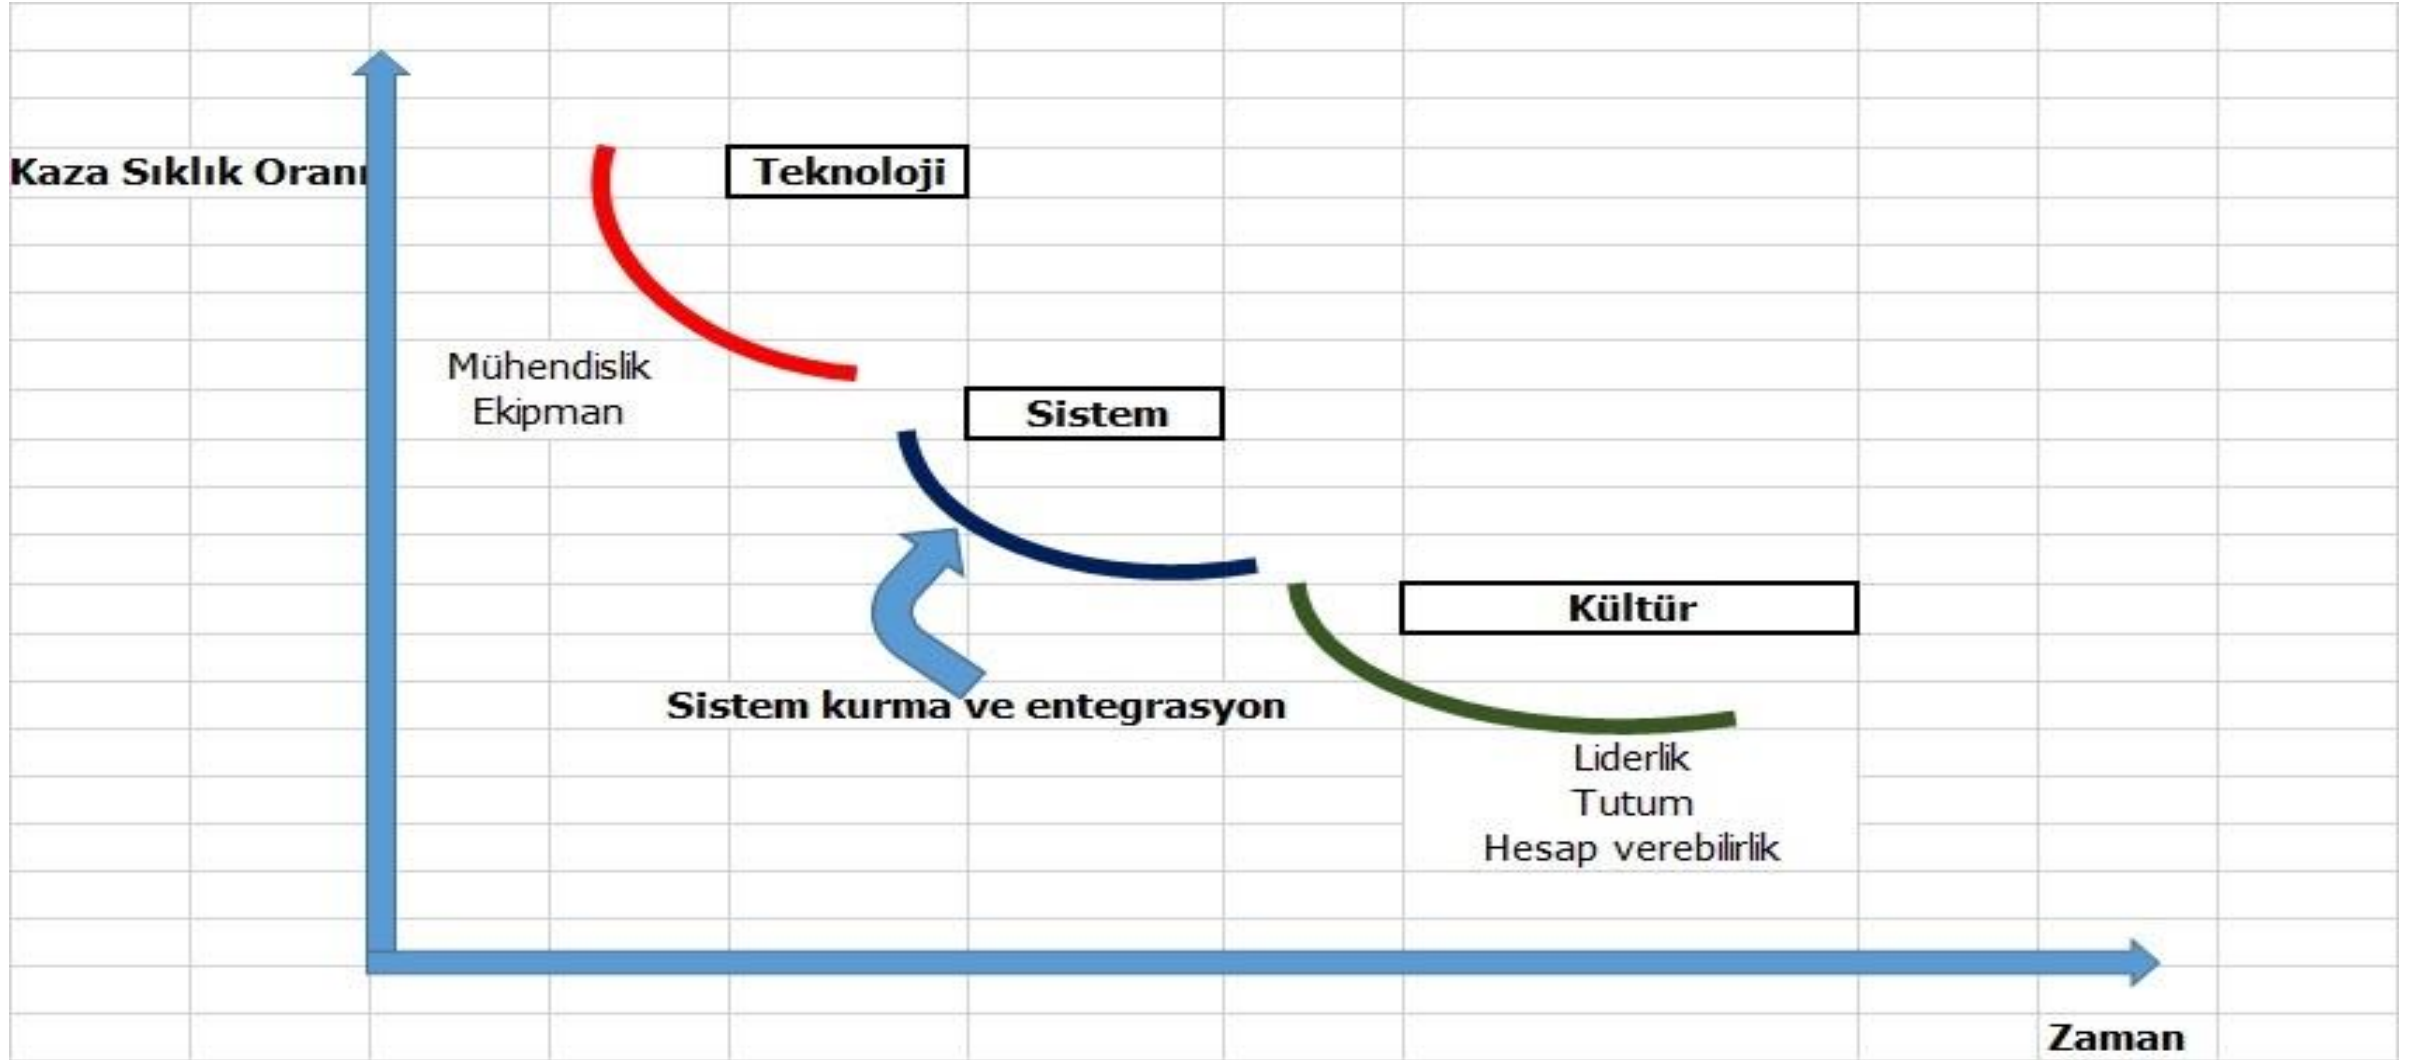 Kaza Sıklık Oranı
Teknoloji
Mühendislik
Ekipman
Sistem
Kültür
Sistem kurma ve entegrasyon
Liderlik
Tutum
Hesap verebilirlik
Zaman